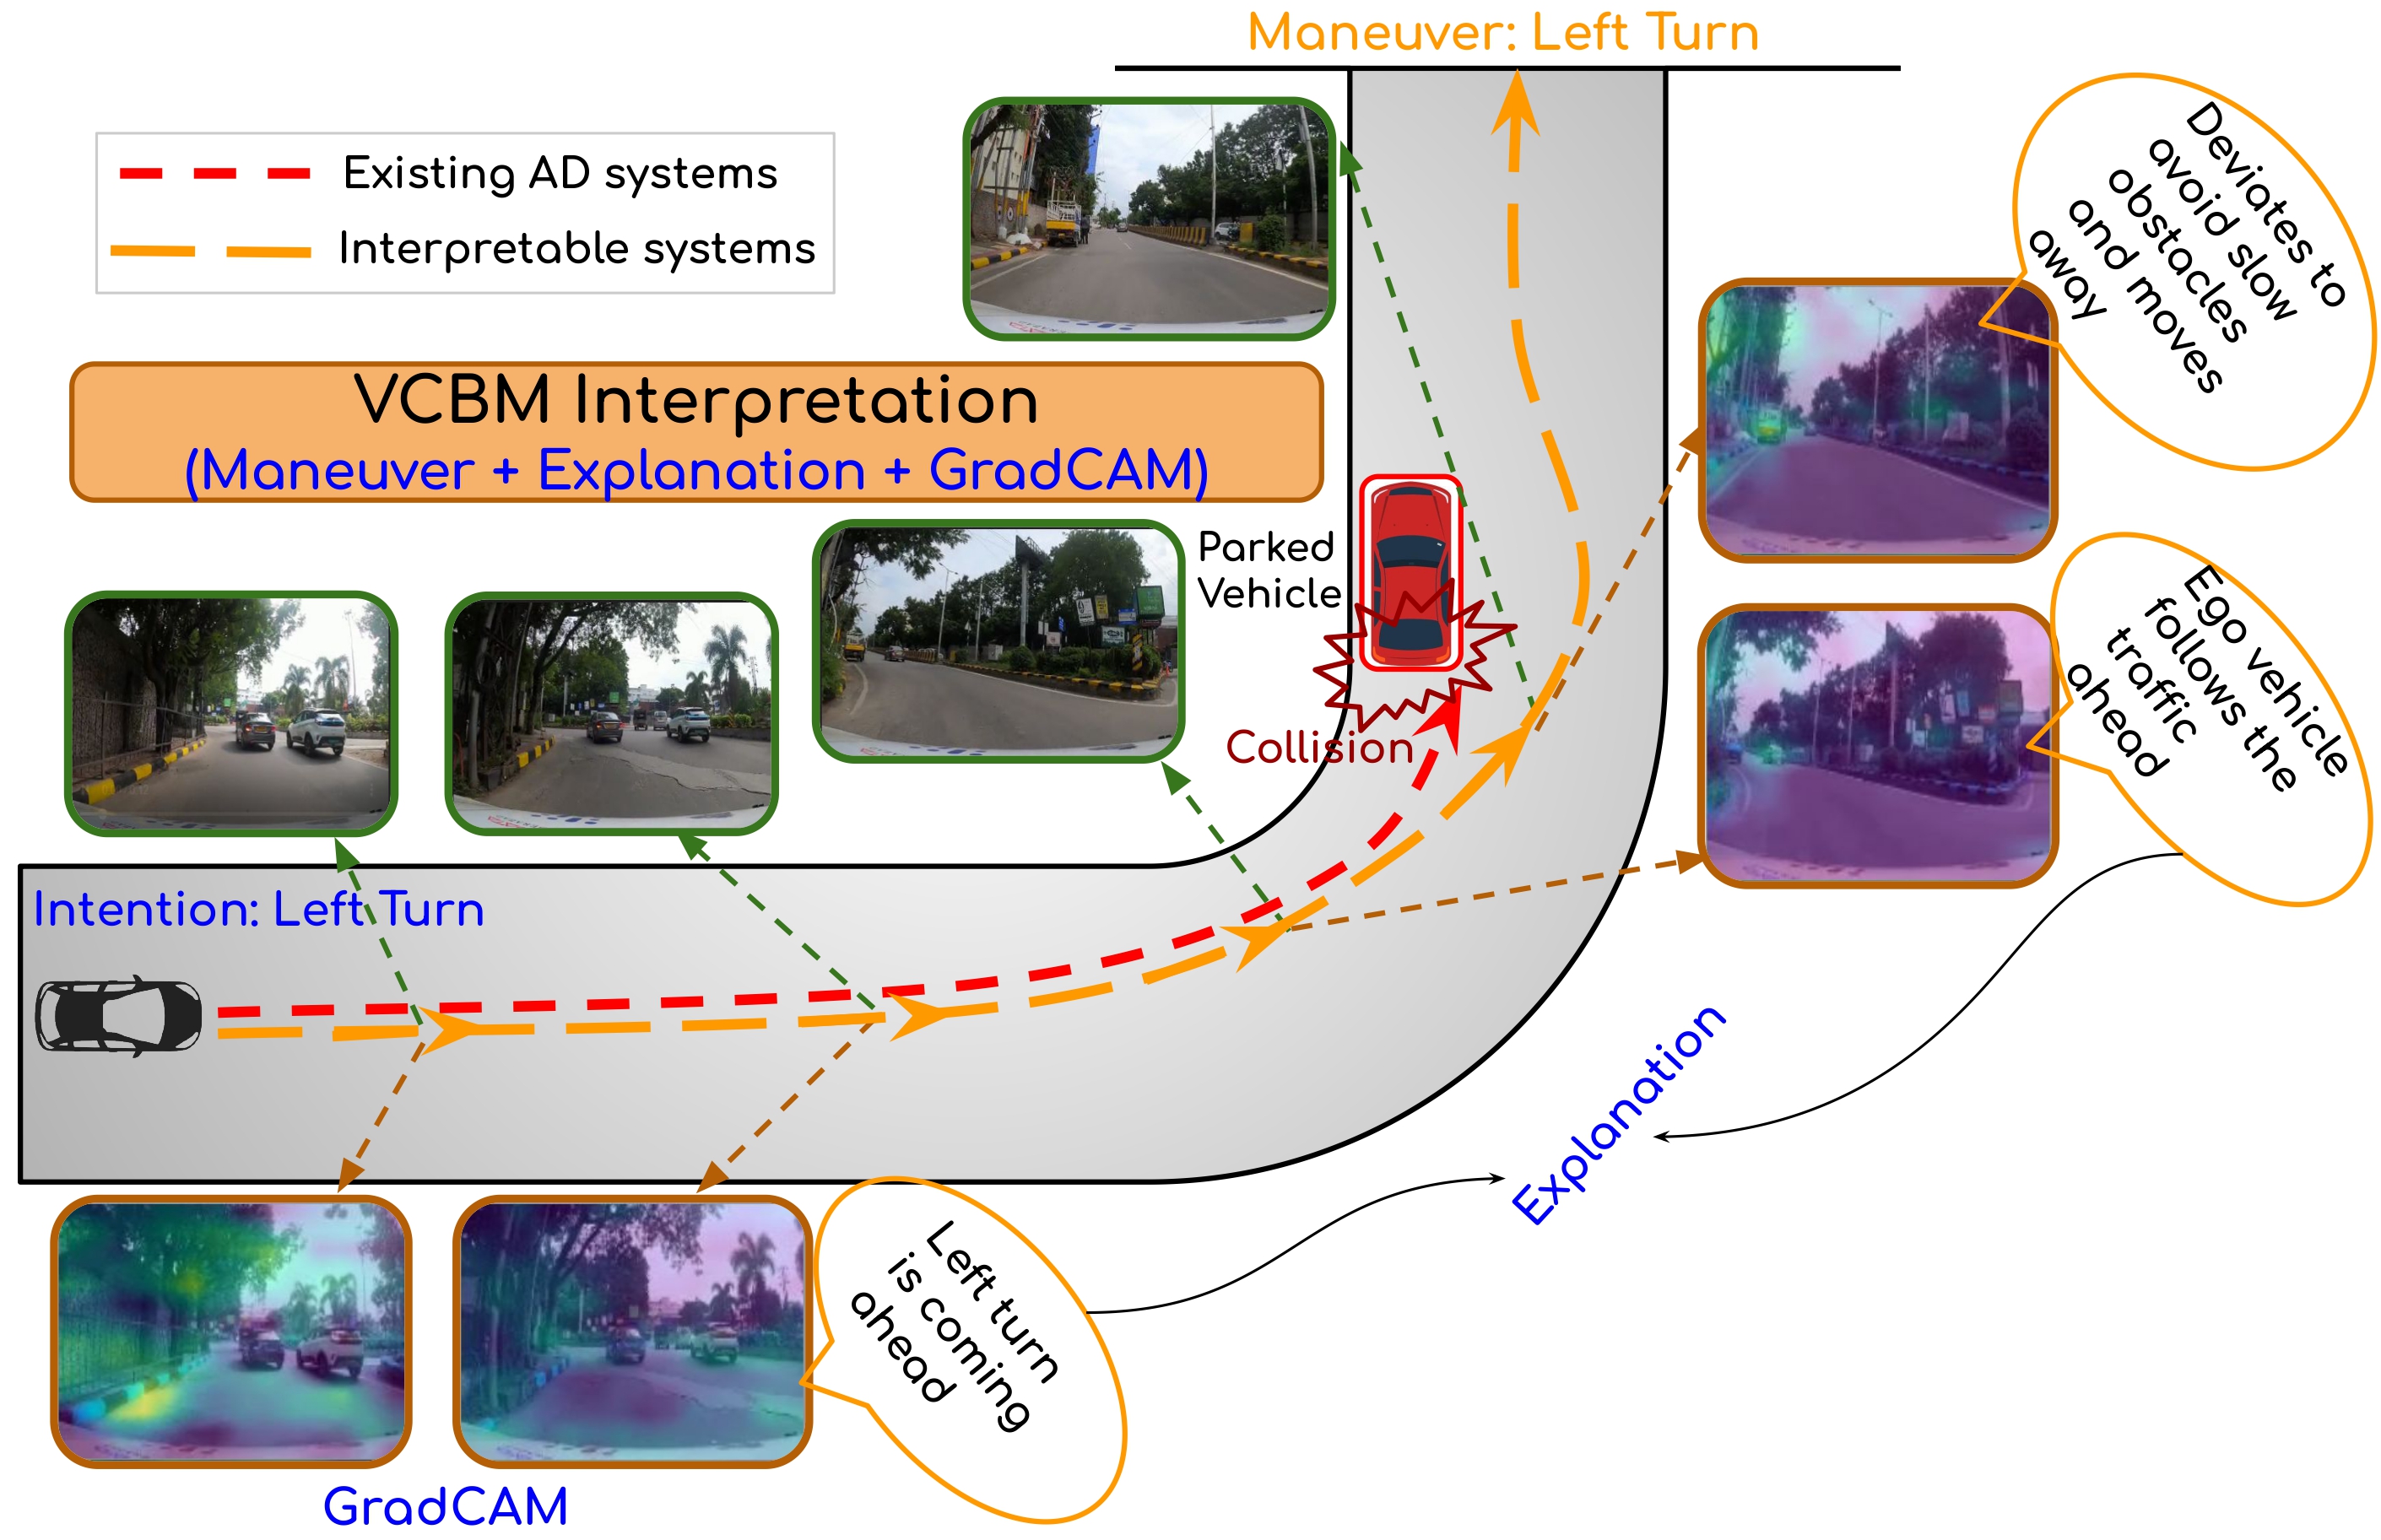 Maneuver: Left Turn
Existing AD systems
Interpretable systems
Deviates to
avoid slow
obstacles
and moves
away
VCBM Interpretation
(Maneuver + Explanation + GradCAM)
Parked
Vehicle
Ego vehicle
follows the
traffic
ahead
Collision
Intention: Left Turn
Explanation
Left turn
is coming
ahead
GradCAM